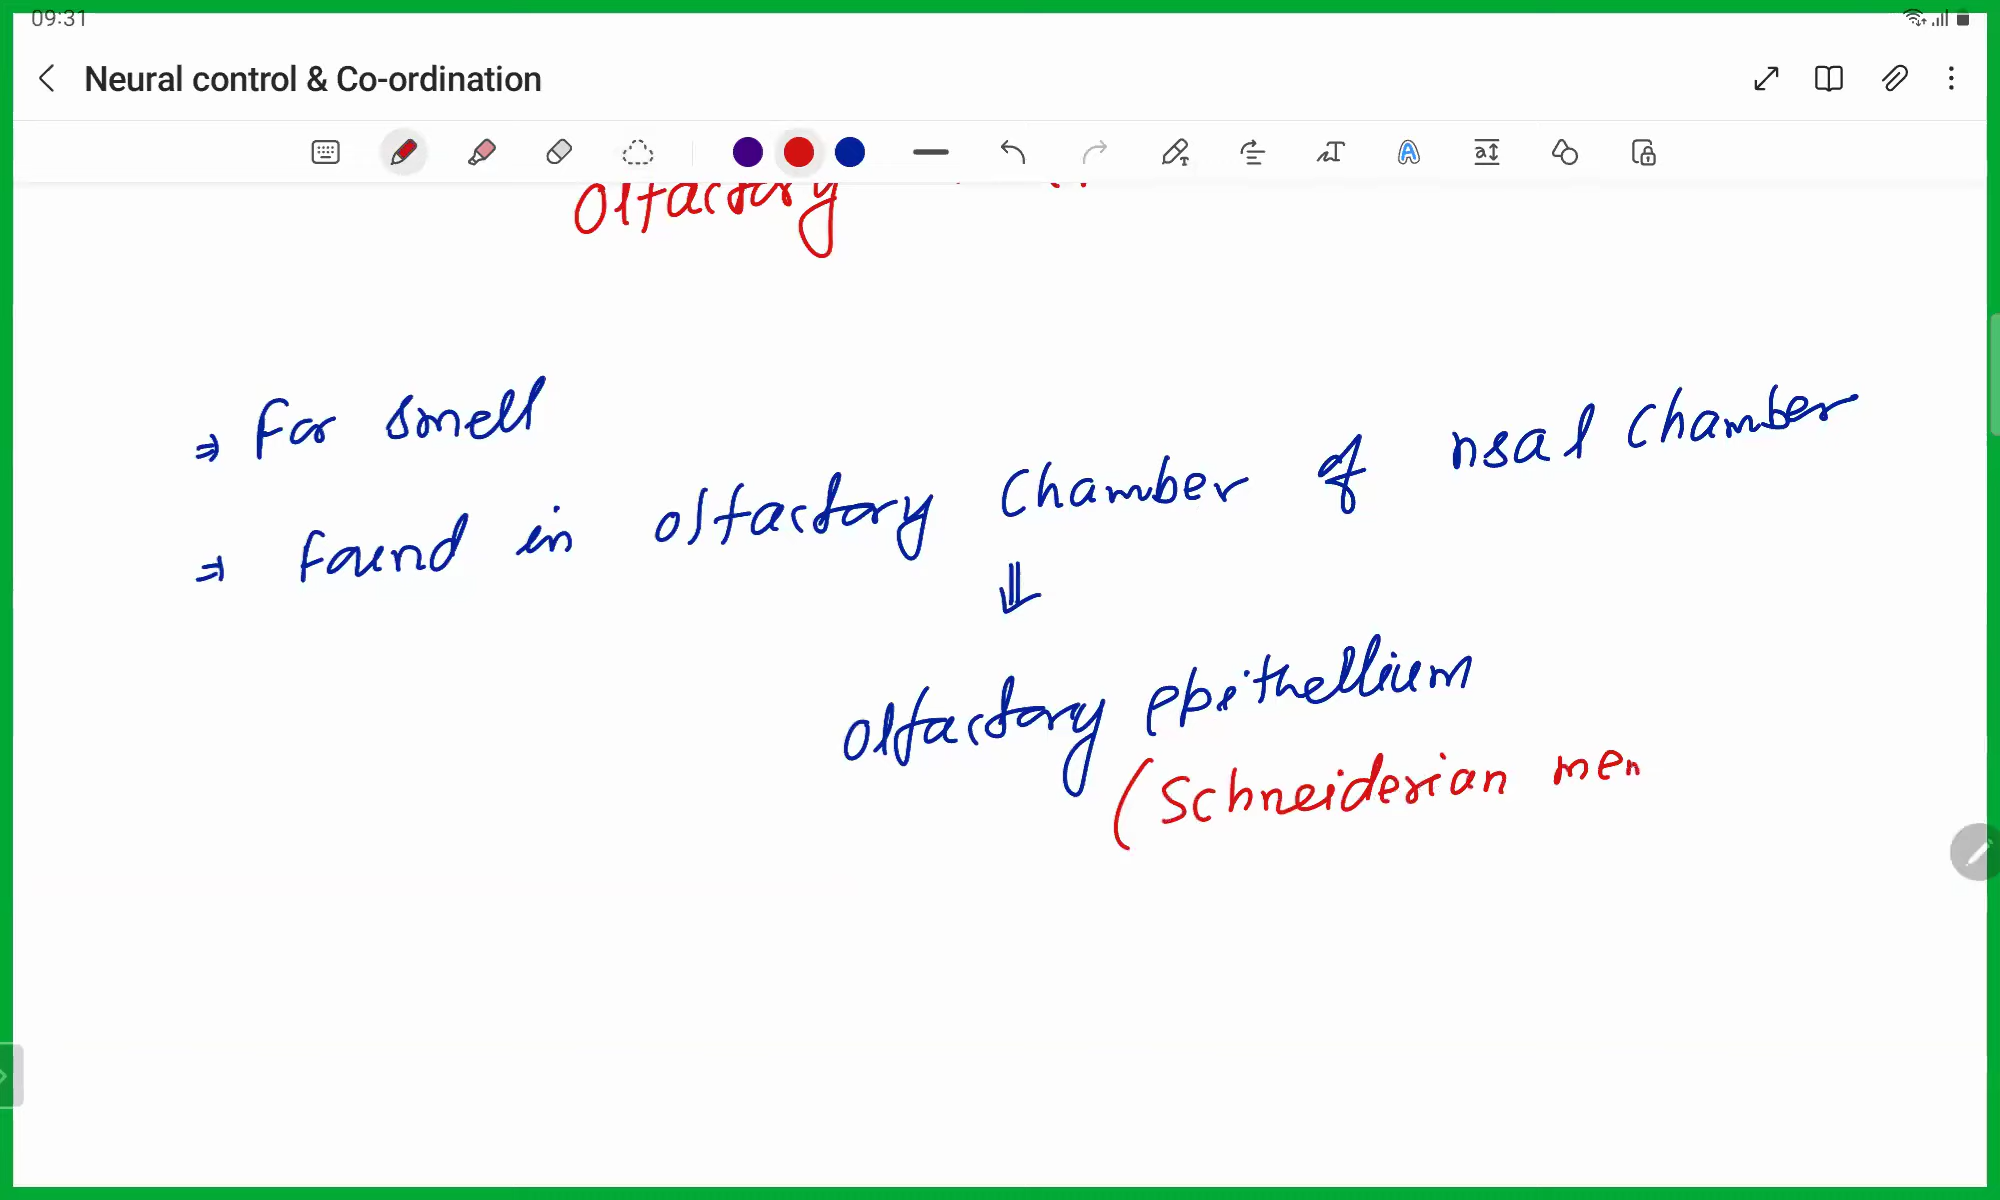 09:31
Neural control & Co-ordination
Olfactory
⇒ For smell
⇒ Found in olfactory Chamber of nsal Chamber
⇓
Olfactory epithellium
(Schneiderian men